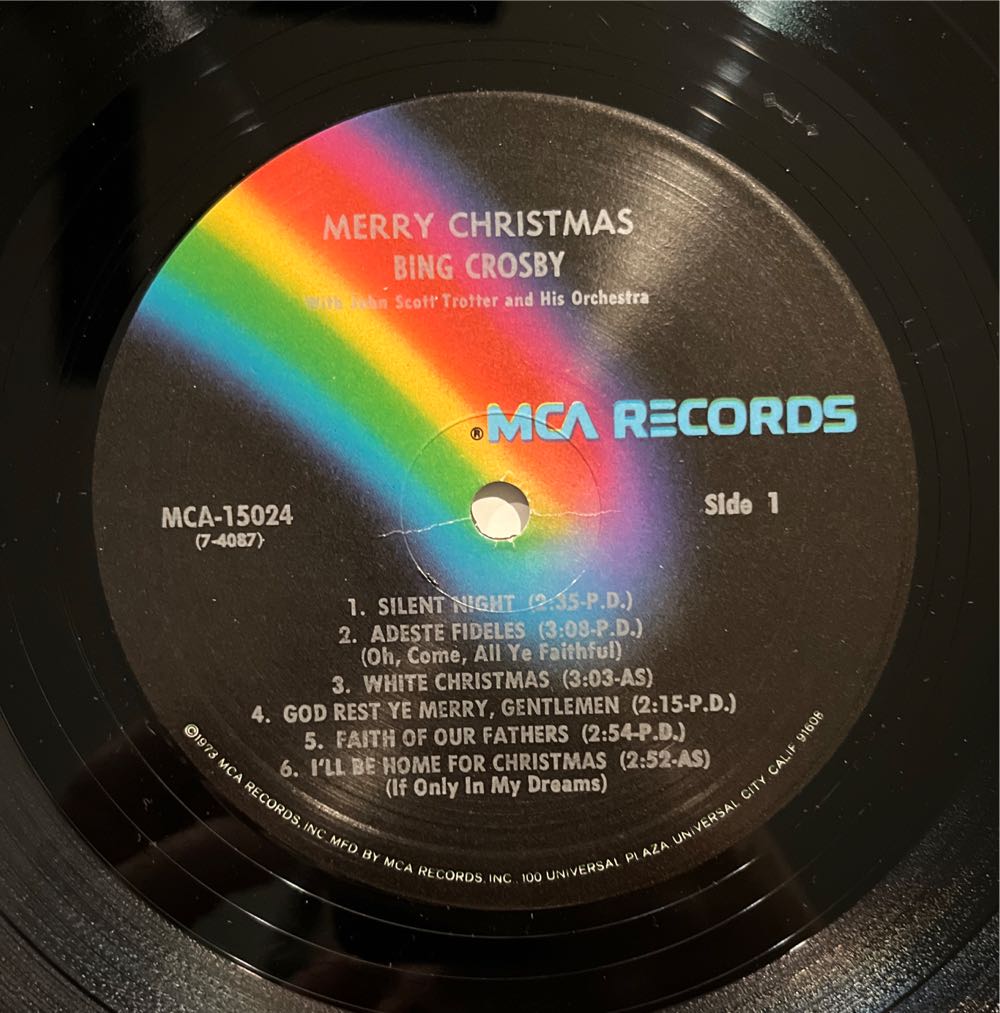 MERRY CHRISTMAS
BING CROSBY
With John Scott Trotter and His Orchestra
® MCA RECORDS
MCA-15024
(7-4087)
Side 1
1. SILENT NIGHT (2:35-P.D.)
2. ADESTE FIDELES (3:08-P.D.)
(Oh, Come, All Ye Faithful)
3. WHITE CHRISTMAS (3:03-AS)
4. GOD REST YE MERRY, GENTLEMEN (2:15-P.D.)
5. FAITH OF OUR FATHERS (2:54-P.D.)
6. I'LL BE HOME FOR CHRISTMAS (2:52-AS)
(If Only In My Dreams)
©1973 MCA RECORDS, INC. MFD BY MCA RECORDS, INC. 100 UNIVERSAL PLAZA UNIVERSAL CITY CALIF 91608